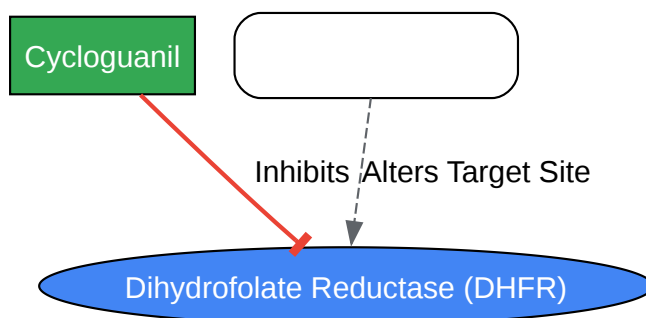 Cycloguanil
Inhibits
Alters Target Site
Dihydrofolate Reductase (DHFR)